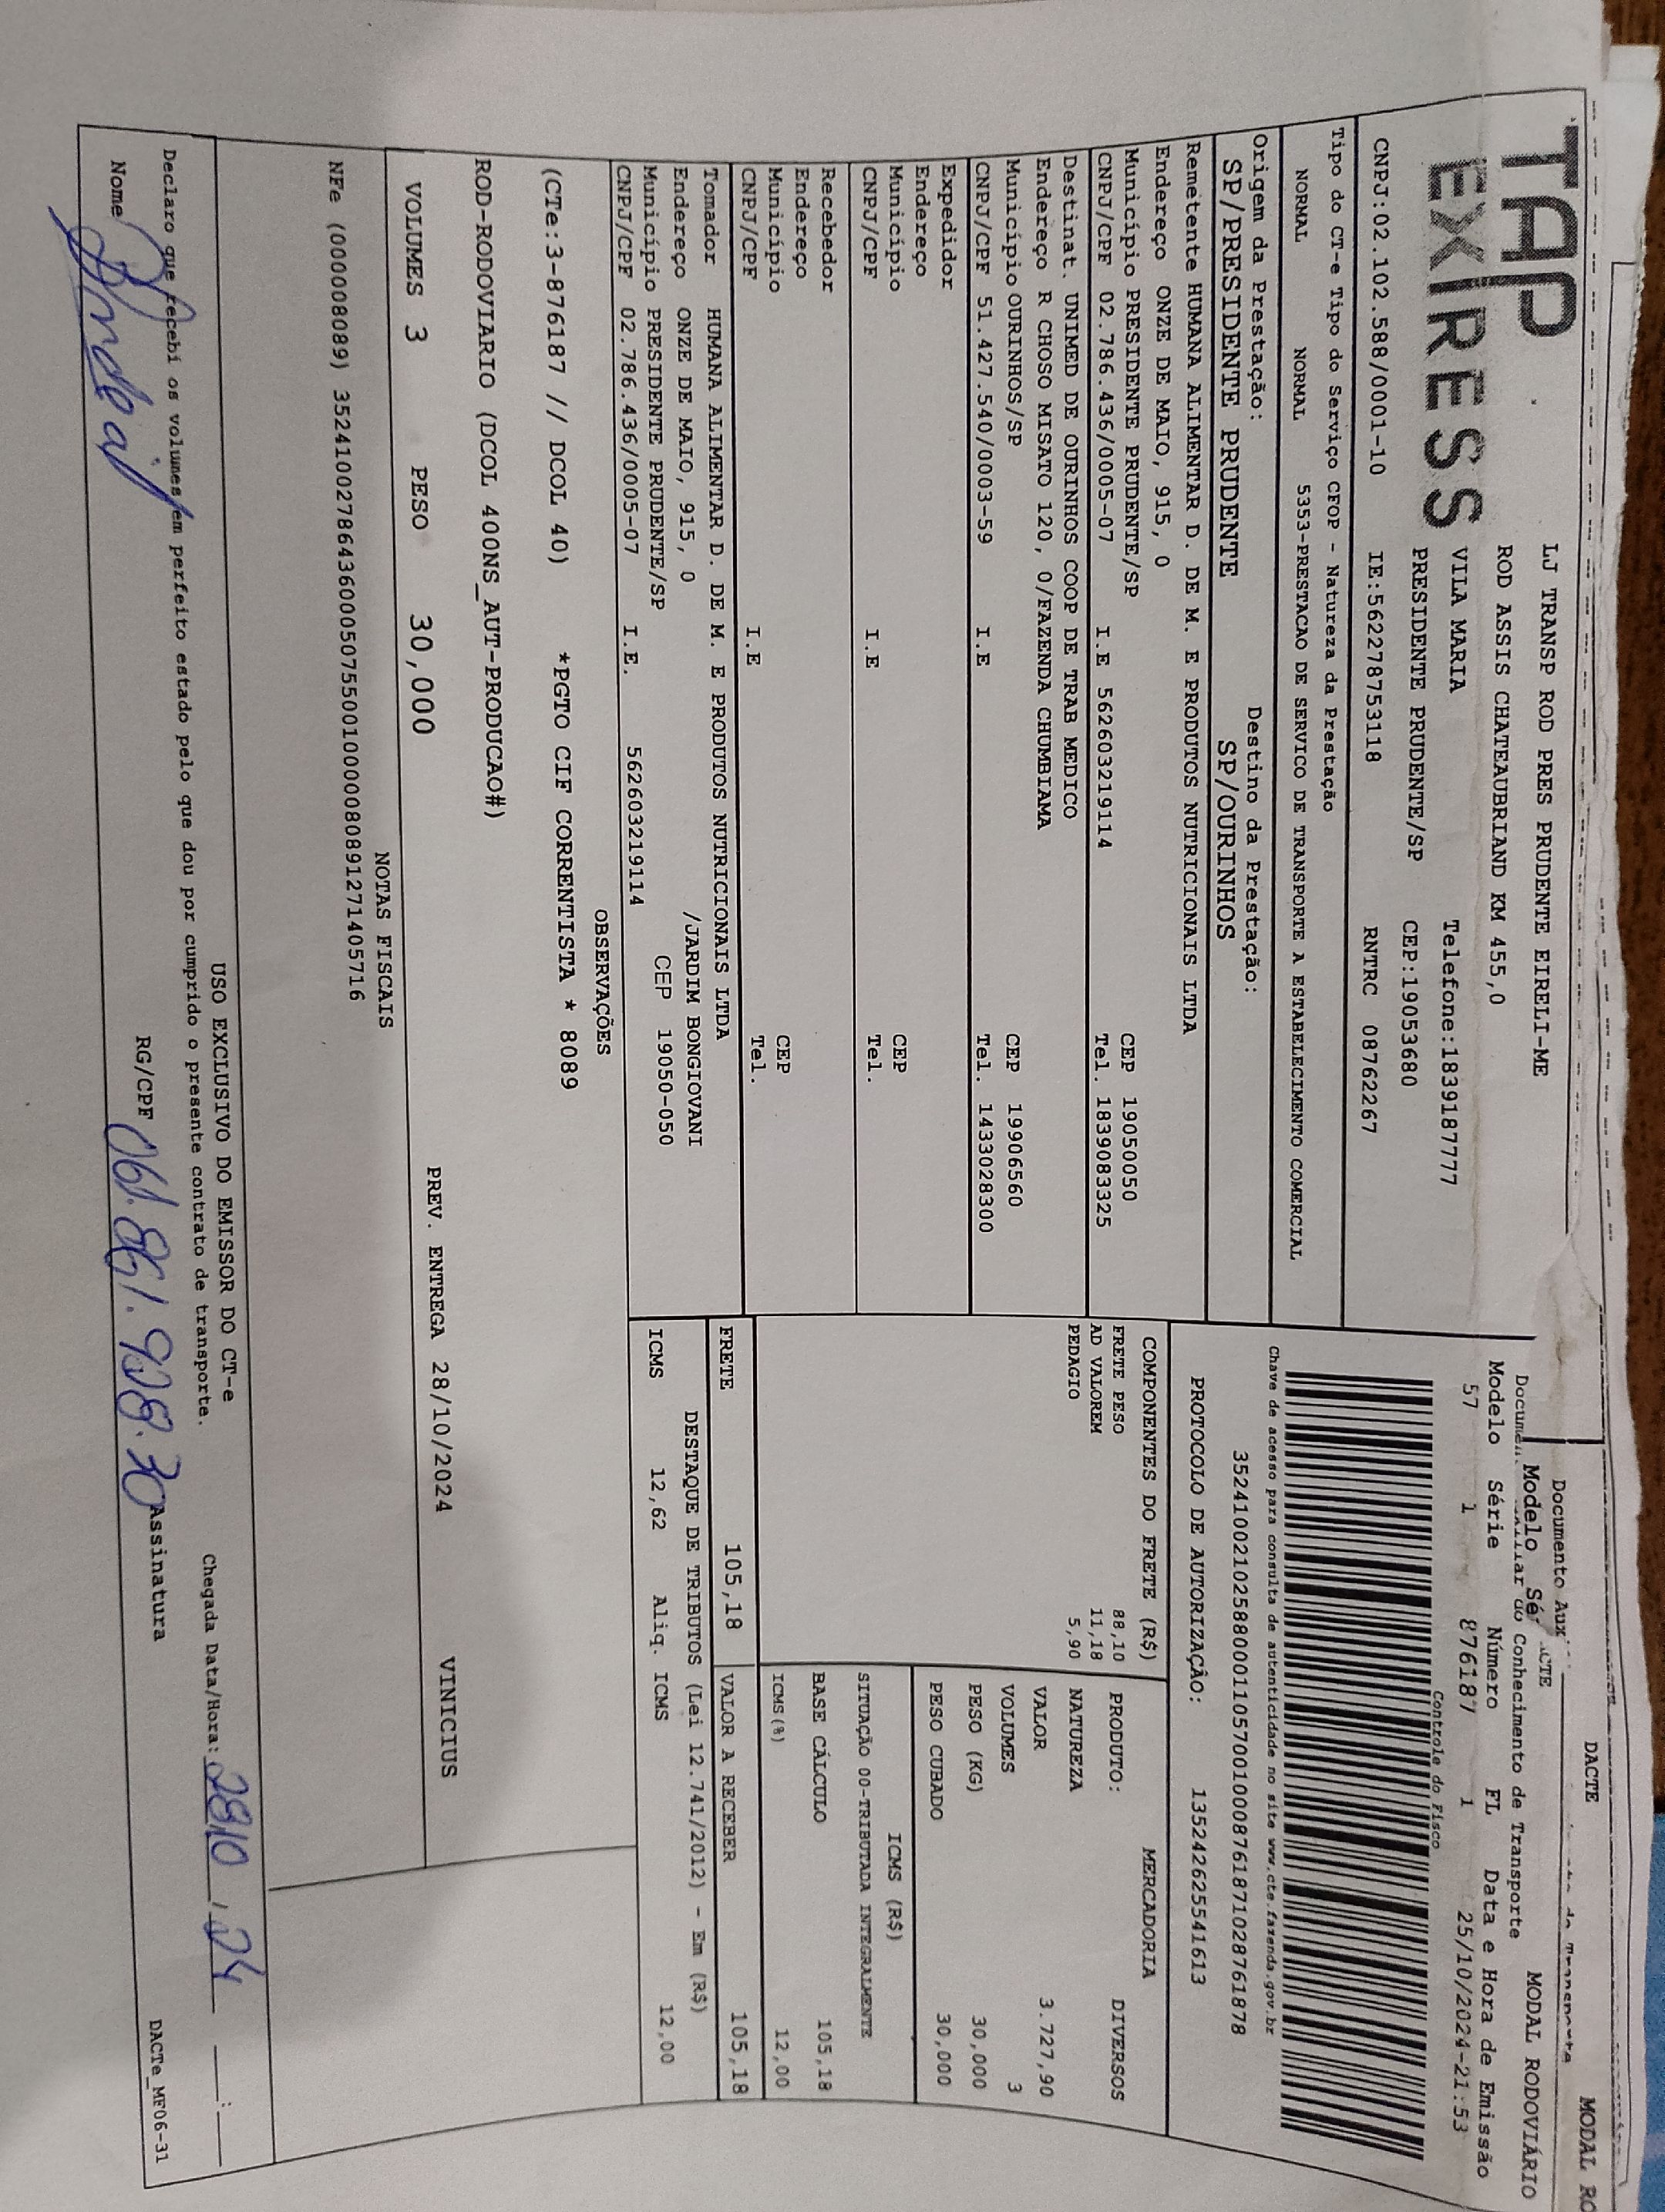 DACTE
MODAL RO
Documento Aux
Modelo
TAP
EXPRESS
LJ TRANSP ROD PRES PRUDENTE EIRELI-ME
ROD ASSIS CHATEAUBRIAND KM 455,0
VILA MARIA
Telefone:1839187777
PRESIDENTE PRUDENTE/SP
CEP:19053680
CNPJ:02.102.588/0001-10
IE:562278753118
RNTRC 08762267
MODAL RODOVIÁRIO
Conhecimento de Transporte
Modelo Série Número FL Data e Hora de Emissão
57 1 876187 1 25/10/2024-21:53
Controle do Fisco
Tipo do CT-e Tipo do Serviço CFOP - Natureza da Prestação
NORMAL NORMAL 5353-PRESTACAO DE SERVICO DE TRANSPORTE A ESTABELECIMENTO COMERCIAL
Chave de acesso para consulta de autenticidade no site www.cte.fazenda.gov.br
35241002102588000110570010008761871028761878
Origem da Prestação:
SP/PRESIDENTE PRUDENTE
Destino da Prestação:
SP/OURINHOS
PROTOCOLO DE AUTORIZAÇÃO: 135242625541613
Remetente HUMANA ALIMENTAR D. DE M. E PRODUTOS NUTRICIONAIS LTDA
Endereço ONZE DE MAIO, 915, 0
Município PRESIDENTE PRUDENTE/SP CEP 19050050
CNPJ/CPF 02.786.436/0005-07 I.E 562603219114 Tel. 1839083325
Destinat. UNIMED DE OURINHOS COOP DE TRAB MEDICO
Endereço R CHOSO MISATO 120, 0/FAZENDA CHUMBIAMA
Município OURINHOS/SP CEP 19906560
CNPJ/CPF 51.427.540/0003-59 I.E Tel. 1433028300
Expedidor
Endereço
Município CEP
CNPJ/CPF I.E Tel.
Recebedor
Endereço
Município CEP
CNPJ/CPF I.E Tel.
Tomador HUMANA ALIMENTAR D. DE M. E PRODUTOS NUTRICIONAIS LTDA
Endereço ONZE DE MAIO, 915, 0 /JARDIM BONGIOVANI
Município PRESIDENTE PRUDENTE/SP CEP 19050-050
CNPJ/CPF 02.786.436/0005-07 I.E. 562603219114
COMPONENTES DO FRETE (R$)
FRETE PESO 88,10
AD VALOREM 11,18
PEDAGIO 5,90
MERCADORIA
PRODUTO: DIVERSOS
NATUREZA
VALOR 3.727,90
VOLUMES 3
PESO (KG) 30,000
PESO CUBADO 30,000
ICMS (R$)
SITUAÇÃO 00-TRIBUTADA INTEGRALMENTE
BASE CÁLCULO 105,18
ICMS(%) 12,00
FRETE 105,18 VALOR A RECEBER 105,18
DESTAQUE DE TRIBUTOS (Lei 12.741/2012) - Em (R$)
ICMS 12,62 Aliq. ICMS 12,00
OBSERVAÇÕES
(CTe:3-876187 // DCOL 40) *PGTO CIF CORRENTISTA * 8089
ROD-RODOVIARIO (DCOL 40ONS_AUT-PRODUCAO#)
VOLUMES 3 PESO 30,000 PREV. ENTREGA 28/10/2024 VINICIUS
NOTAS FISCAIS
NFe (000008089) 35241002786436000507550010000080891271405716
USO EXCLUSIVO DO EMISSOR DO CT-e
Declaro que recebi os volumes em perfeito estado pelo que dou por cumprido o presente contrato de transporte.
Chegada Data/Hora: 28/10/24 __:__
Nome
RG/CPF 061.861.928.30 Assinatura
DACTe_MF06-31